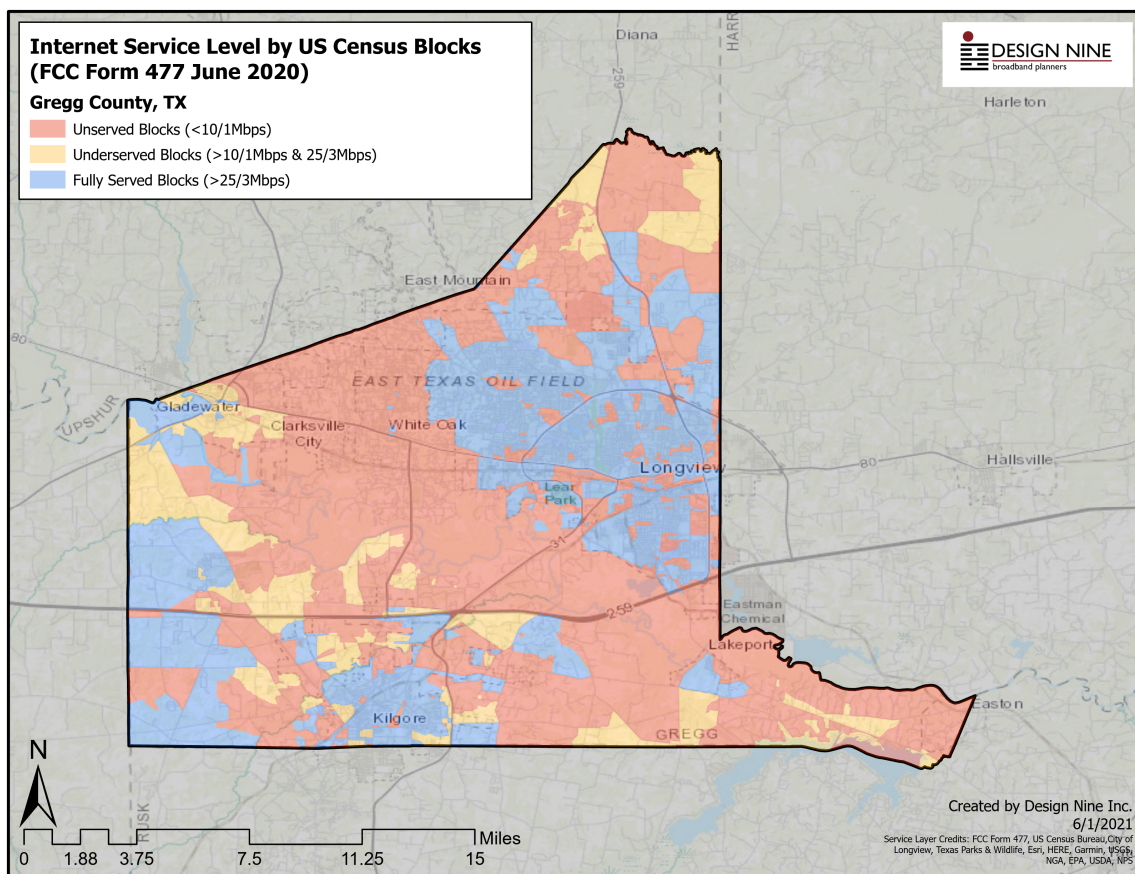 Internet Service Level by US Census Blocks
(FCC Form 477 June 2020)
Gregg County, TX
Unserved Blocks (<10/1Mbps)
Underserved Blocks (>10/1Mbps & 25/3Mbps)
Fully Served Blocks (>25/3Mbps)
DESIGN NINE
broadband planners
Diana
HARR
259
Harleton
East Mountain
80
EAST TEXAS OIL FIELD
UPSHUR
Gladewater
Clarksville
City
White Oak
Longview
80
Hallsville
Lear
Park
31
259
Eastman
Chemical
Lakeport
Easton
Kilgore
GREGG
N
RUSK
Miles
0 1.88 3.75 7.5 11.25 15
Created by Design Nine Inc.
6/1/2021
Service Layer Credits: FCC Form 477, US Census Bureau,City of
Longview, Texas Parks & Wildlife, Esri, HERE, Garmin, USGS,
NGA, EPA, USDA, NPS